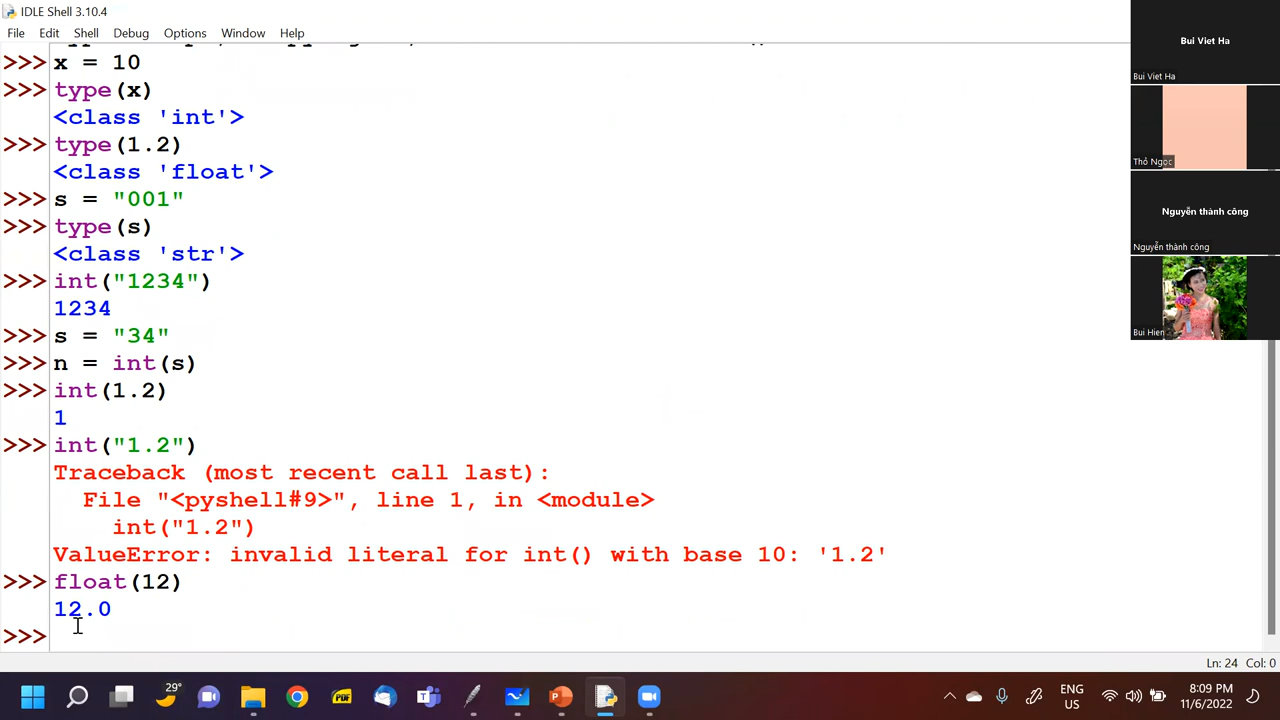 IDLE Shell 3.10.4
File Edit Shell Debug Options Window Help
>>> x = 10
>>> type(x)
<class 'int'>
>>> type(1.2)
<class 'float'>
>>> s = "001"
>>> type(s)
<class 'str'>
>>> int("1234")
1234
>>> s = "34"
>>> n = int(s)
>>> int(1.2)
1
>>> int("1.2")
Traceback (most recent call last):
File "<pyshell#9>", line 1, in <module>
int("1.2")
ValueError: invalid literal for int() with base 10: '1.2'
>>> float(12)
12.0
>>>
Bui Viet Ha
Bui Viet Ha
Thỏ Ngọc
Nguyễn thành công
Nguyễn thành công
Bui Hien
Ln: 24 Col: 0
29°
PDF
ENG
US
8:09 PM
11/6/2022